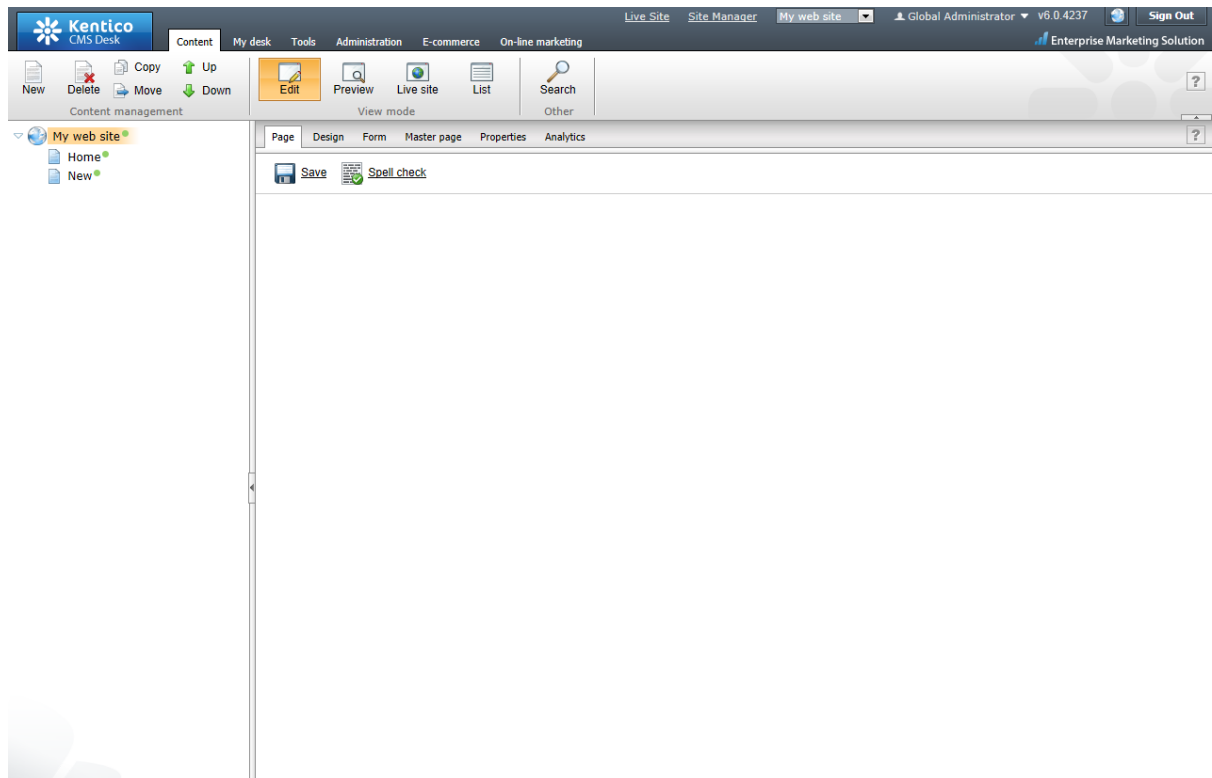 Kentico
CMS Desk
Live Site Site Manager My web site Global Administrator v6.0.4237 Sign Out
Content My desk Tools Administration E-commerce On-line marketing
Enterprise Marketing Solution
New Delete Copy Move Up Down
Content management
Edit Preview Live site List
View mode
Search
Other
?
My web site
Home
New
Page Design Form Master page Properties Analytics
?
Save Spell check